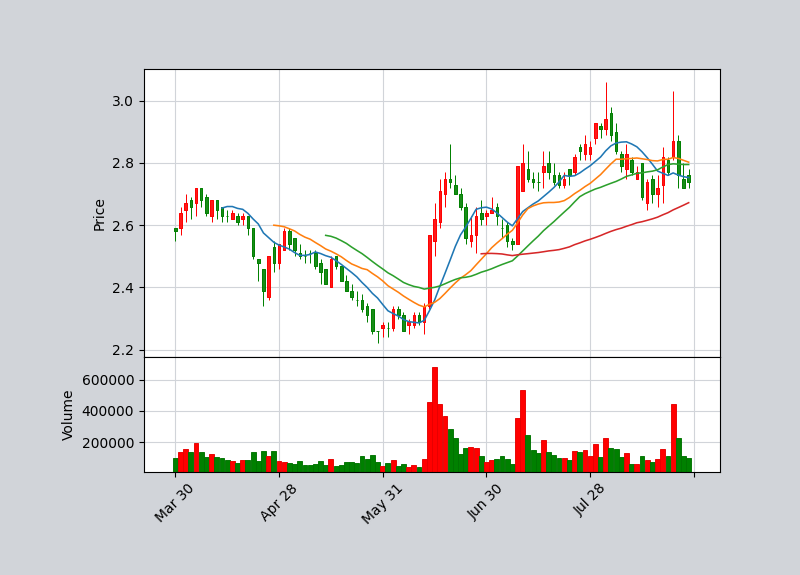 Price
3.0
2.8
2.6
2.4
2.2
Volume
600000
400000
200000
Mar 30
Apr 28
May 31
Jun 30
Jul 28